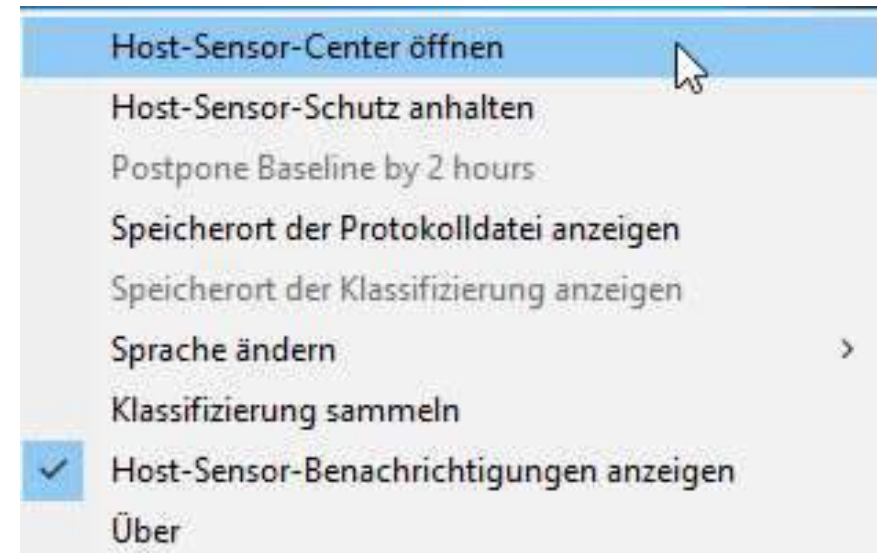 Host-Sensor-Center öffnen
Host-Sensor-Schutz anhalten
Postpone Baseline by 2 hours
Speicherort der Protokolldatei anzeigen
Speicherort der Klassifizierung anzeigen
Sprache ändern
Klassifizierung sammeln
Host-Sensor-Benachrichtigungen anzeigen
Über